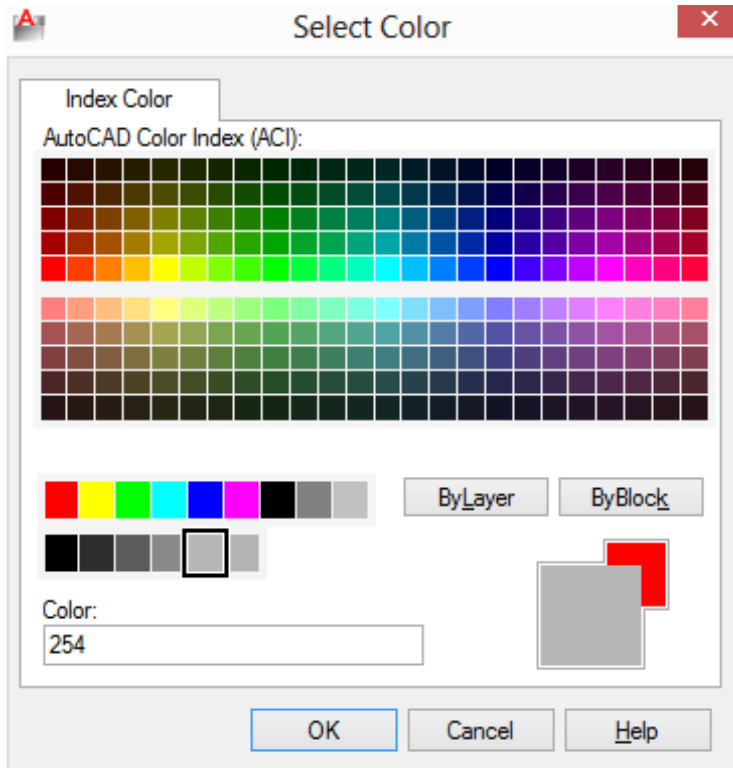 Select Color
Index Color
AutoCAD Color Index (ACI):
ByLayer
ByBlock
Color:
254
OK
Cancel
Help